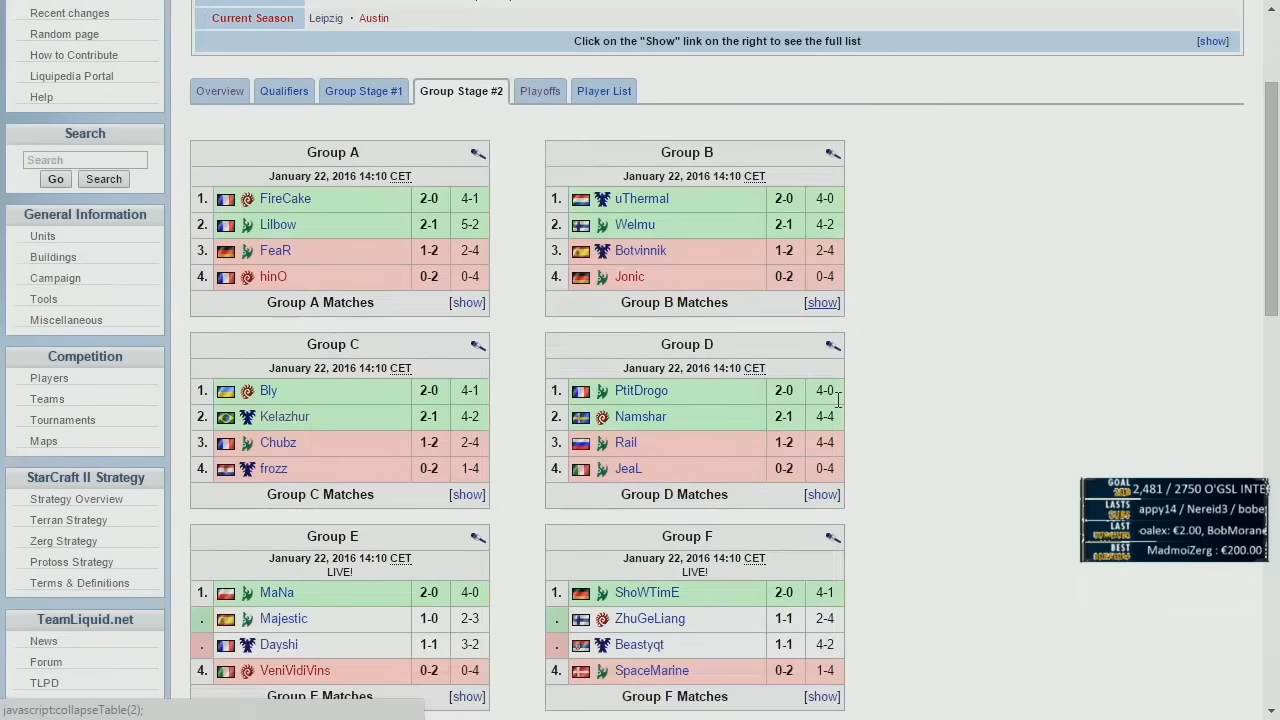 Recent changes
Random page
How to Contribute
Liquipedia Portal
Help
Search
Search
Go Search
General Information
Units
Buildings
Campaign
Tools
Miscellaneous
Competition
Players
Teams
Tournaments
Maps
StarCraft II Strategy
Strategy Overview
Terran Strategy
Zerg Strategy
Protoss Strategy
Terms & Definitions
TeamLiquid.net
News
Forum
TLPD
javascript:collapseTable(2);
Current Season Leipzig • Austin
Click on the "Show" link on the right to see the full list [show]
Overview Qualifiers Group Stage #1 Group Stage #2 Playoffs Player List
Group A
January 22, 2016 14:10 CET
1. FireCake 2-0 4-1
2. Lilbow 2-1 5-2
3. FeaR 1-2 2-4
4. hinO 0-2 0-4
Group A Matches [show]
Group B
January 22, 2016 14:10 CET
1. uThermal 2-0 4-0
2. Welmu 2-1 4-2
3. Botvinnik 1-2 2-4
4. Jonic 0-2 0-4
Group B Matches [show]
Group C
January 22, 2016 14:10 CET
1. Bly 2-0 4-1
2. Kelazhur 2-1 4-2
3. Chubz 1-2 2-4
4. frozz 0-2 1-4
Group C Matches [show]
Group D
January 22, 2016 14:10 CET
1. PtitDrogo 2-0 4-0
2. Namshar 2-1 4-4
3. Rail 1-2 4-4
4. JeaL 0-2 0-4
Group D Matches [show]
Group E
January 22, 2016 14:10 CET
LIVE!
1. MaNa 2-0 4-0
. Majestic 1-0 2-3
. Dayshi 1-1 3-2
4. VeniVidiVins 0-2 0-4
Group E Matches [show]
Group F
January 22, 2016 14:10 CET
LIVE!
1. ShoWTimE 2-0 4-1
. ZhuGeLiang 1-1 2-4
. Beastyqt 1-1 4-2
4. SpaceMarine 0-2 1-4
Group F Matches [show]
GOAL 2,481 / 2750 O'GSL INTE
LASTS appy14 / Nereid3 / bobe
LAST oalex: €2.00, BobMorane
BEST MadmoiZerg : €200.00